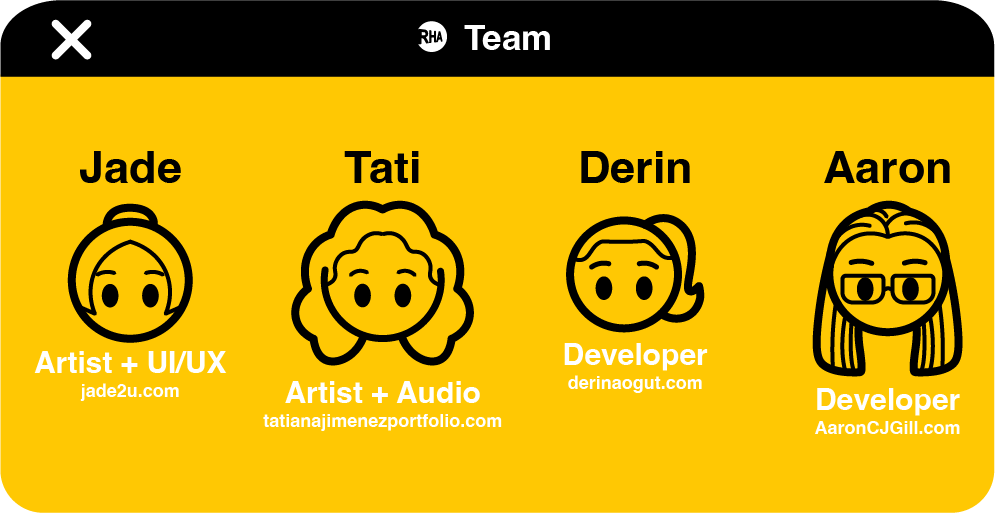 RHA Team
Jade
Tati
Derin
Aaron
Artist + UI/UX
jade2u.com
Artist + Audio
tatianajimenezportfolio.com
Developer
derinaogut.com
Developer
AaronCJGill.com